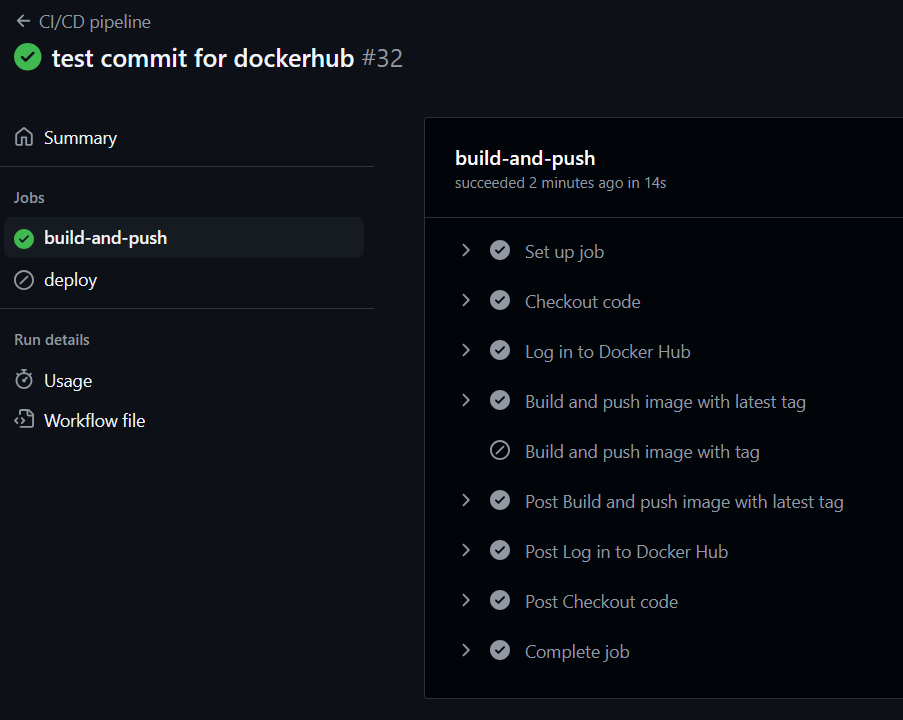 CI/CD pipeline
test commit for dockerhub #32
Summary
Jobs
build-and-push
deploy
Run details
Usage
Workflow file
build-and-push
succeeded 2 minutes ago in 14s
Set up job
Checkout code
Log in to Docker Hub
Build and push image with latest tag
Build and push image with tag
Post Build and push image with latest tag
Post Log in to Docker Hub
Post Checkout code
Complete job